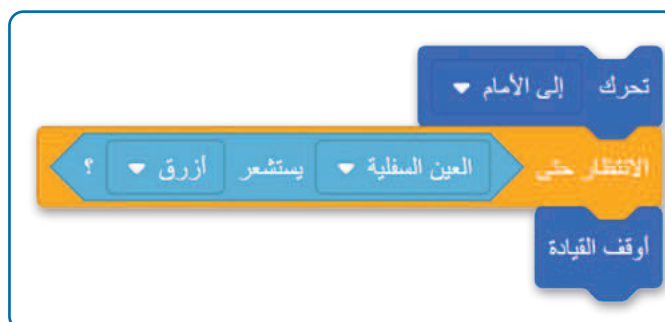 تحرك إلى الأمام
الانتظار حتى العين السفلية يستشعر أزرق ؟
أوقف القيادة